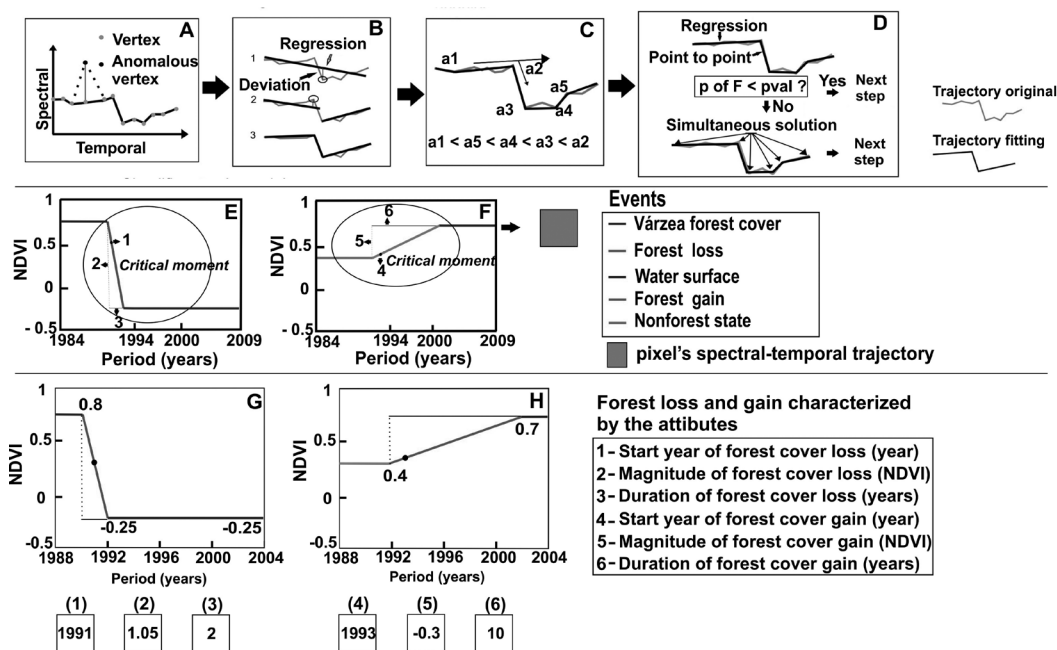 A
Spectral
Vertex
Anomalous
vertex
Temporal
B
Regression
1
Deviation
2
3
C
a1
a2
a3
a4
a5
a1 < a5 < a4 < a3 < a2
D
Regression
Point to point
p of F < pval ?
Yes
Next
step
No
Simultaneous solution
Next
step
Trajectory original
Trajectory fitting
E
NDVI
1
0.5
0
- 0.5
1
2
3
Critical moment
1984
1994
2000
2009
Period (years)
F
NDVI
1
0.5
0
- 0.5
6
5
4
Critical moment
1984
1994
2000
2009
Period (years)
Events
Várzea forest cover
Forest loss
Water surface
Forest gain
Nonforest state
pixel's spectral-temporal trajectory
G
NDVI
1
0.5
0
-0.5
0.8
-0.25
-0.25
1988
1992
1996
2000
2004
Period (years)
(1)
(2)
(3)
1991
1.05
2
H
NDVI
1
0.5
0
-0.5
0.4
0.7
1988
1992
1996
2000
2004
Period (years)
(4)
(5)
(6)
1993
-0.3
10
Forest loss and gain characterized
by the attibutes
1- Start year of forest cover loss (year)
2- Magnitude of forest cover loss (NDVI)
3- Duration of forest cover loss (years)
4- Start year of forest cover gain (year)
5- Magnitude of forest cover gain (NDVI)
6- Duration of forest cover gain (years)